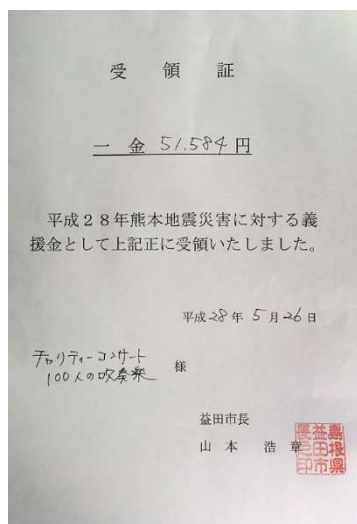 受領証
一金 51,584円
平成28年熊本地震災害に対する義
援金として上記正に受領いたしました。
平成28年5月26日
チャリティーコンサート
100人の吹奏楽 様
益田市長
山本浩章
島根県
益田市
長之印